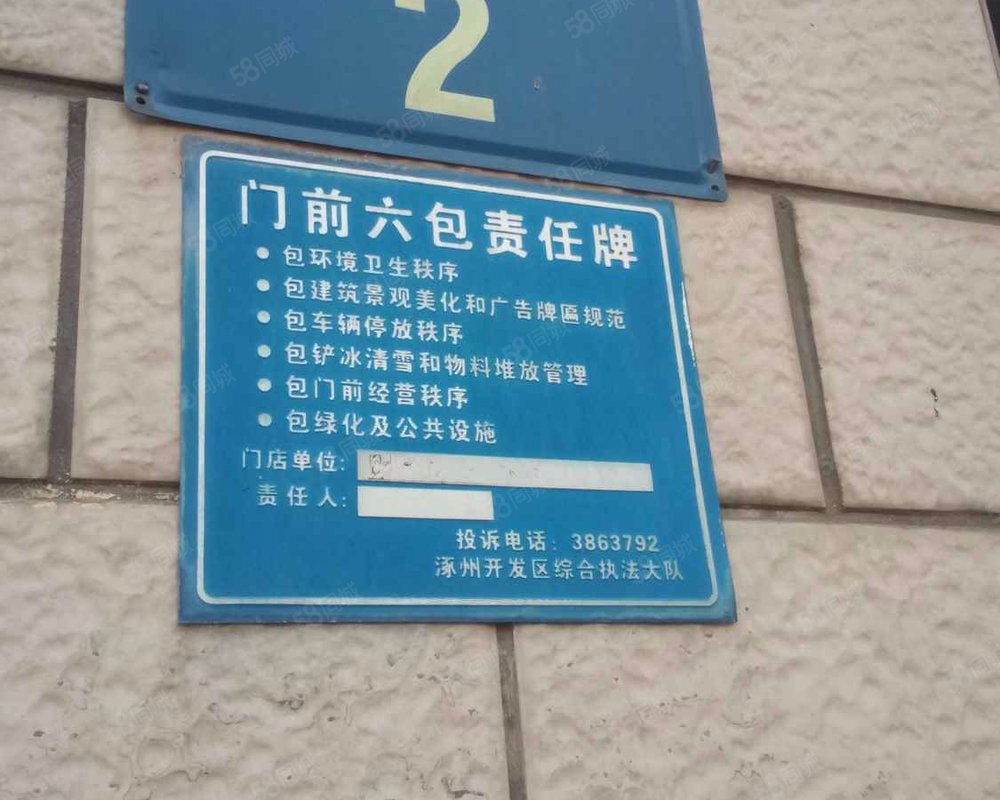 2
门前六包责任牌
• 包环境卫生秩序
• 包建筑景观美化和广告牌匾规范
• 包车辆停放秩序
• 包铲冰清雪和物料堆放管理
• 包门前经营秩序
• 包绿化及公共设施
门店单位:
责任人:
投诉电话: 3863792
涿州开发区综合执法大队
58同城